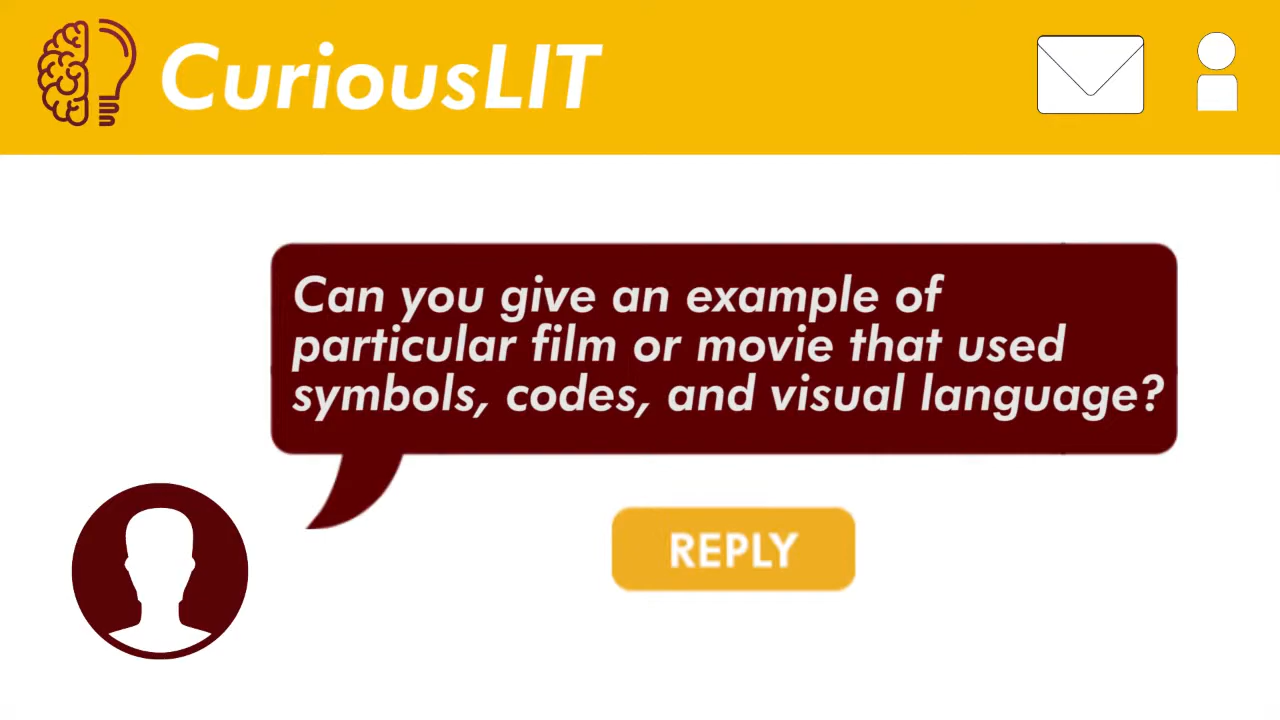 CuriousLIT
Can you give an example of
particular film or movie that used
symbols, codes, and visual language?
REPLY